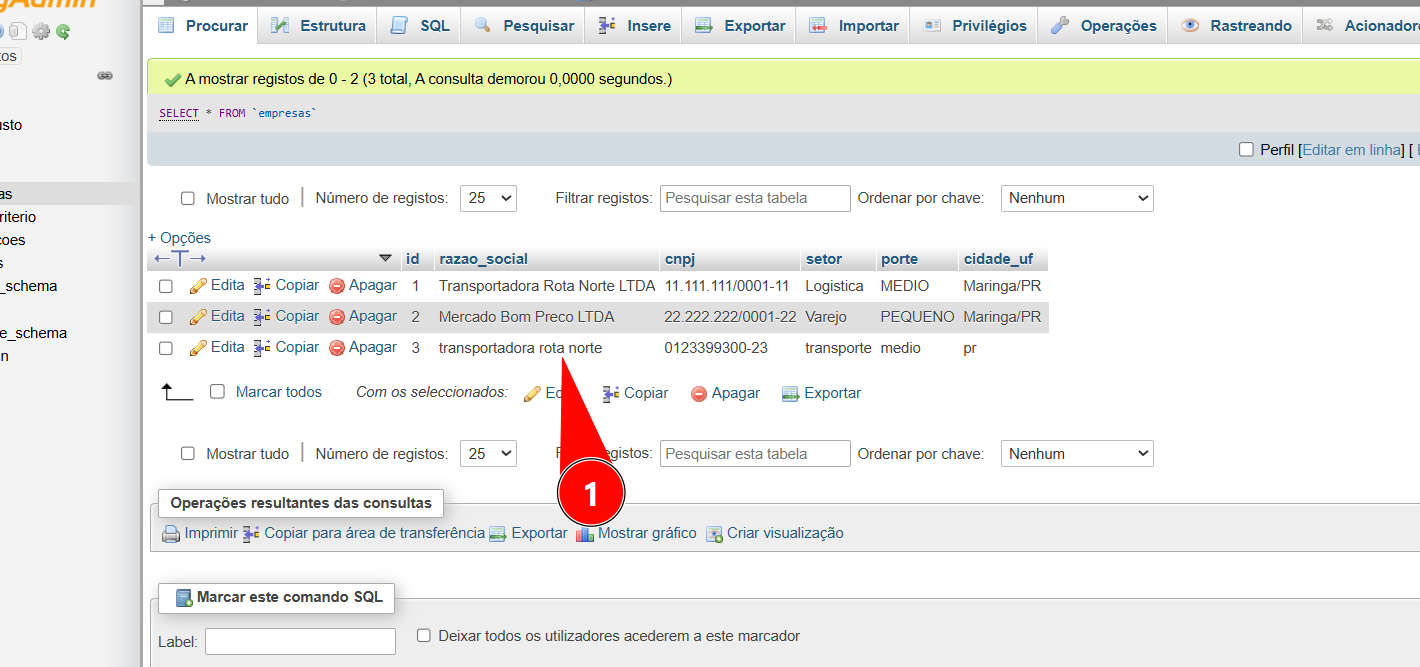 Procurar Estrutura SQL Pesquisar Insere Exportar Importar Privilégios Operações Rastreando
A mostrar registos de 0 - 2 (3 total, A consulta demorou 0,0000 segundos.)
SELECT * FROM `empresas`
Perfil [Editar em linha] [
Mostrar tudo Número de registos: 25 Filtrar registos: Pesquisar esta tabela Ordenar por chave: Nenhum
+ Opções
id razao_social cnpj setor porte cidade_uf
Edita Copiar Apagar 1 Transportadora Rota Norte LTDA 11.111.111/0001-11 Logistica MEDIO Maringa/PR
Edita Copiar Apagar 2 Mercado Bom Preco LTDA 22.222.222/0001-22 Varejo PEQUENO Maringa/PR
Edita Copiar Apagar 3 transportadora rota norte 0123399300-23 transporte medio pr
Marcar todos Com os seleccionados: Copiar Apagar Exportar
Mostrar tudo Número de registos: 25 Pesquisar esta tabela Ordenar por chave: Nenhum
1
Operações resultantes das consultas
Imprimir Copiar para área de transferência Exportar Mostrar gráfico Criar visualização
Marcar este comando SQL
Label: Deixar todos os utilizadores acederem a este marcador